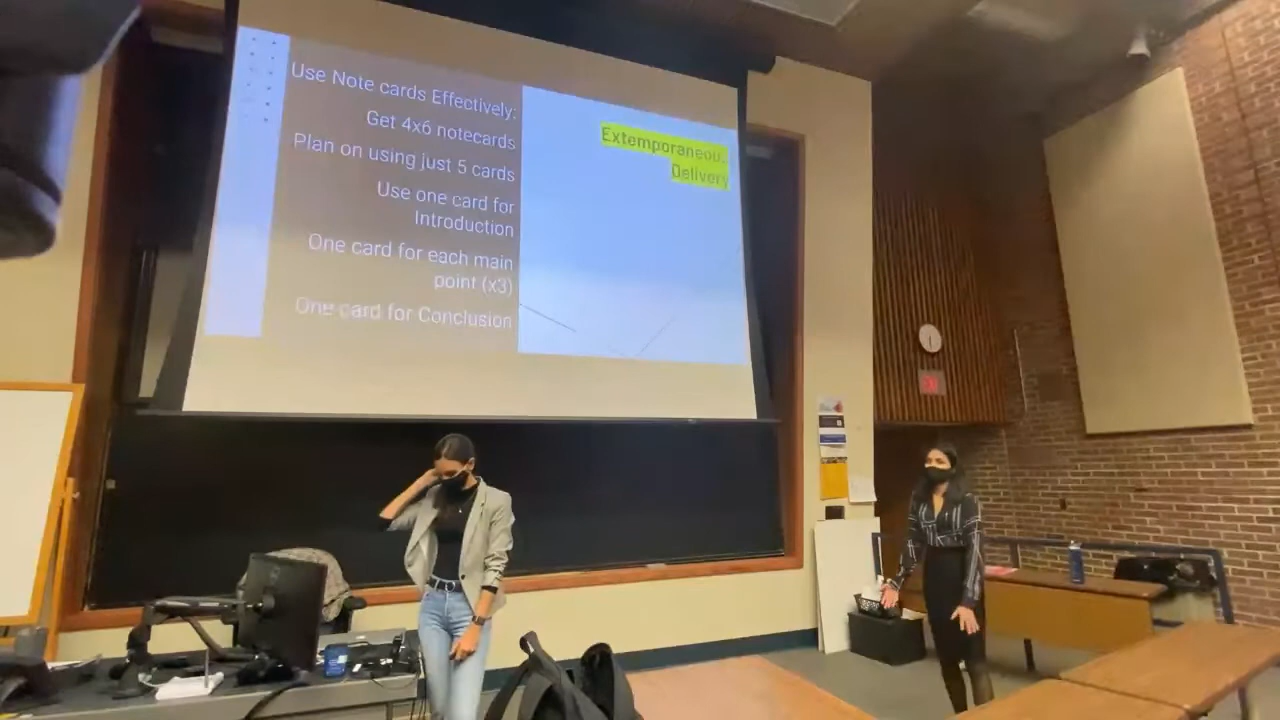 Use Note cards Effectively:
Get 4x6 notecards
Plan on using just 5 cards
Use one card for
Introduction
One card for each main
point (x3)
One card for Conclusion
Extemporaneou
Delivery